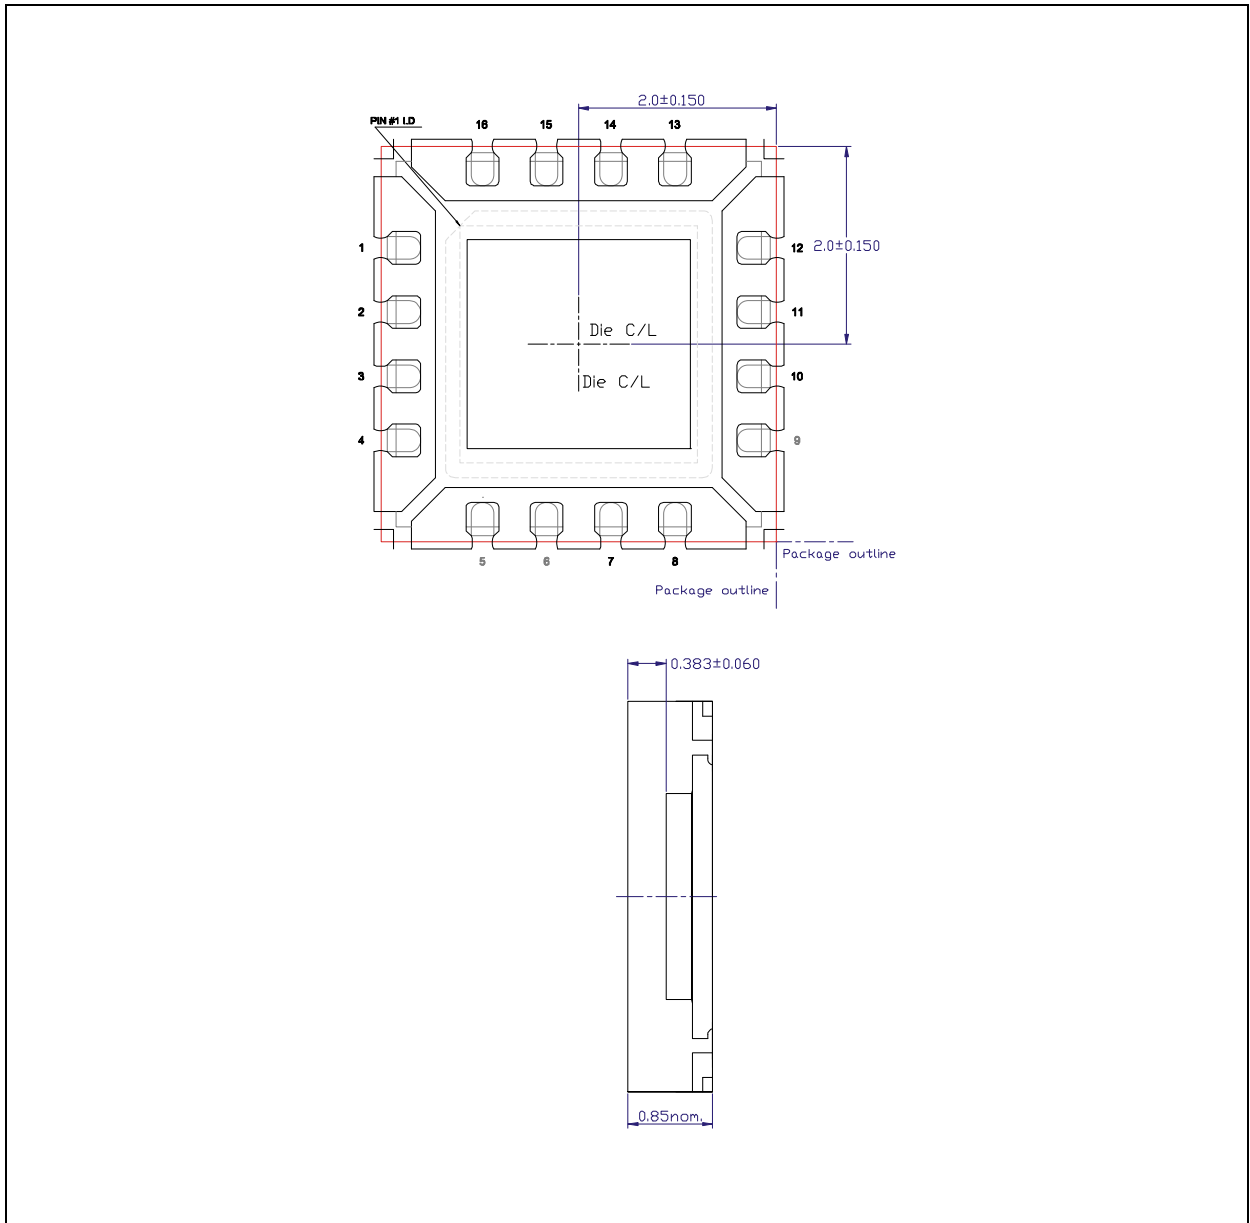 2.0±0.150
PIN #1 I.D
16 15 14 13
1 12
2.0±0.150
2 11
Die C/L
3 10
Die C/L
4 9
Package outline
5 6 7 8
Package outline
0.383±0.060
0.85nom.